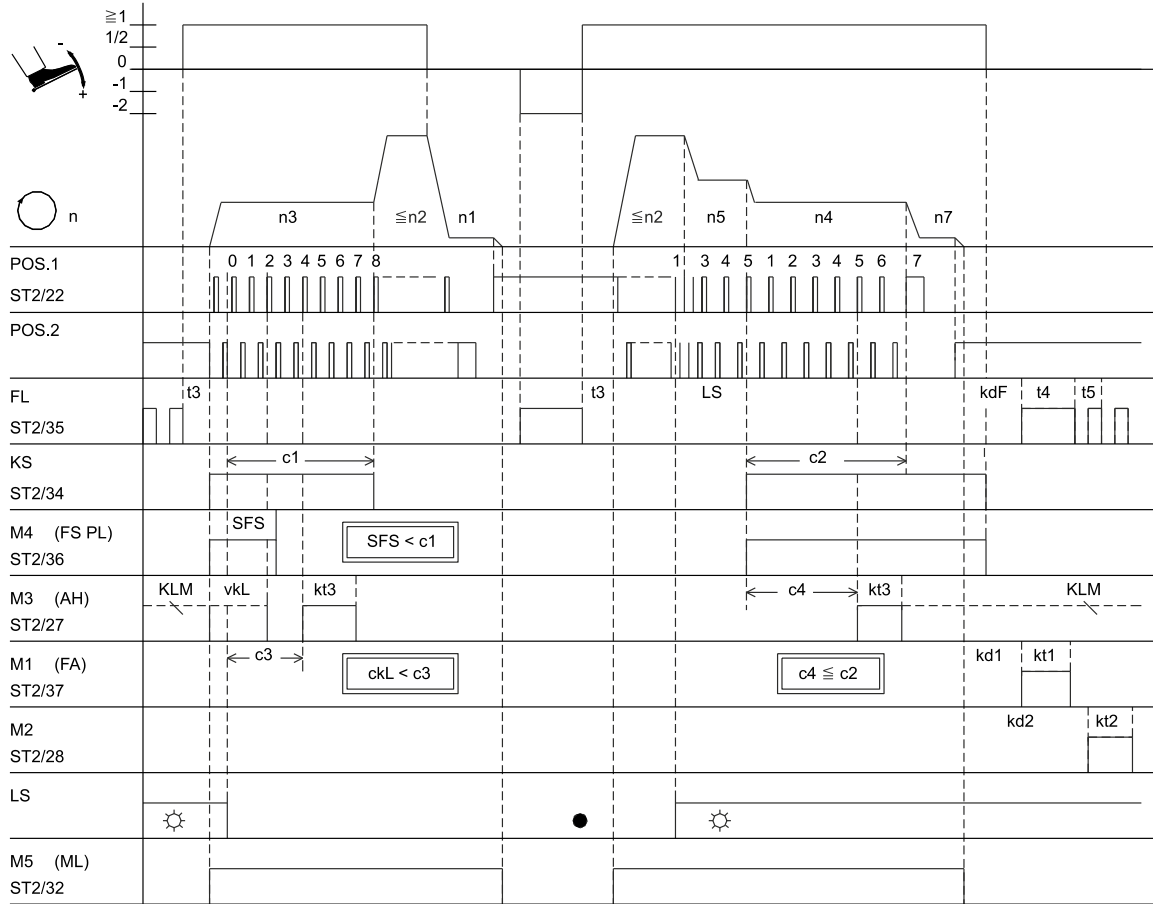 ≧1
1/2
0
-1
-2
-
+
n
n3
≦n2
n1
≦n2
n5
n4
n7
POS.1
0 1 2 3 4 5 6 7 8
1 3 4 5 1 2 3 4 5 6 7
ST2/22
POS.2
FL
t3
t3
LS
kdF
t4
t5
ST2/35
KS
c1
c2
ST2/34
M4 (FS PL)
SFS
SFS < c1
ST2/36
M3 (AH)
KLM
vkL
kt3
c4
kt3
KLM
ST2/27
c3
M1 (FA)
ckL < c3
c4 ≦ c2
kd1
kt1
ST2/37
M2
kd2
kt2
ST2/28
LS
M5 (ML)
ST2/32